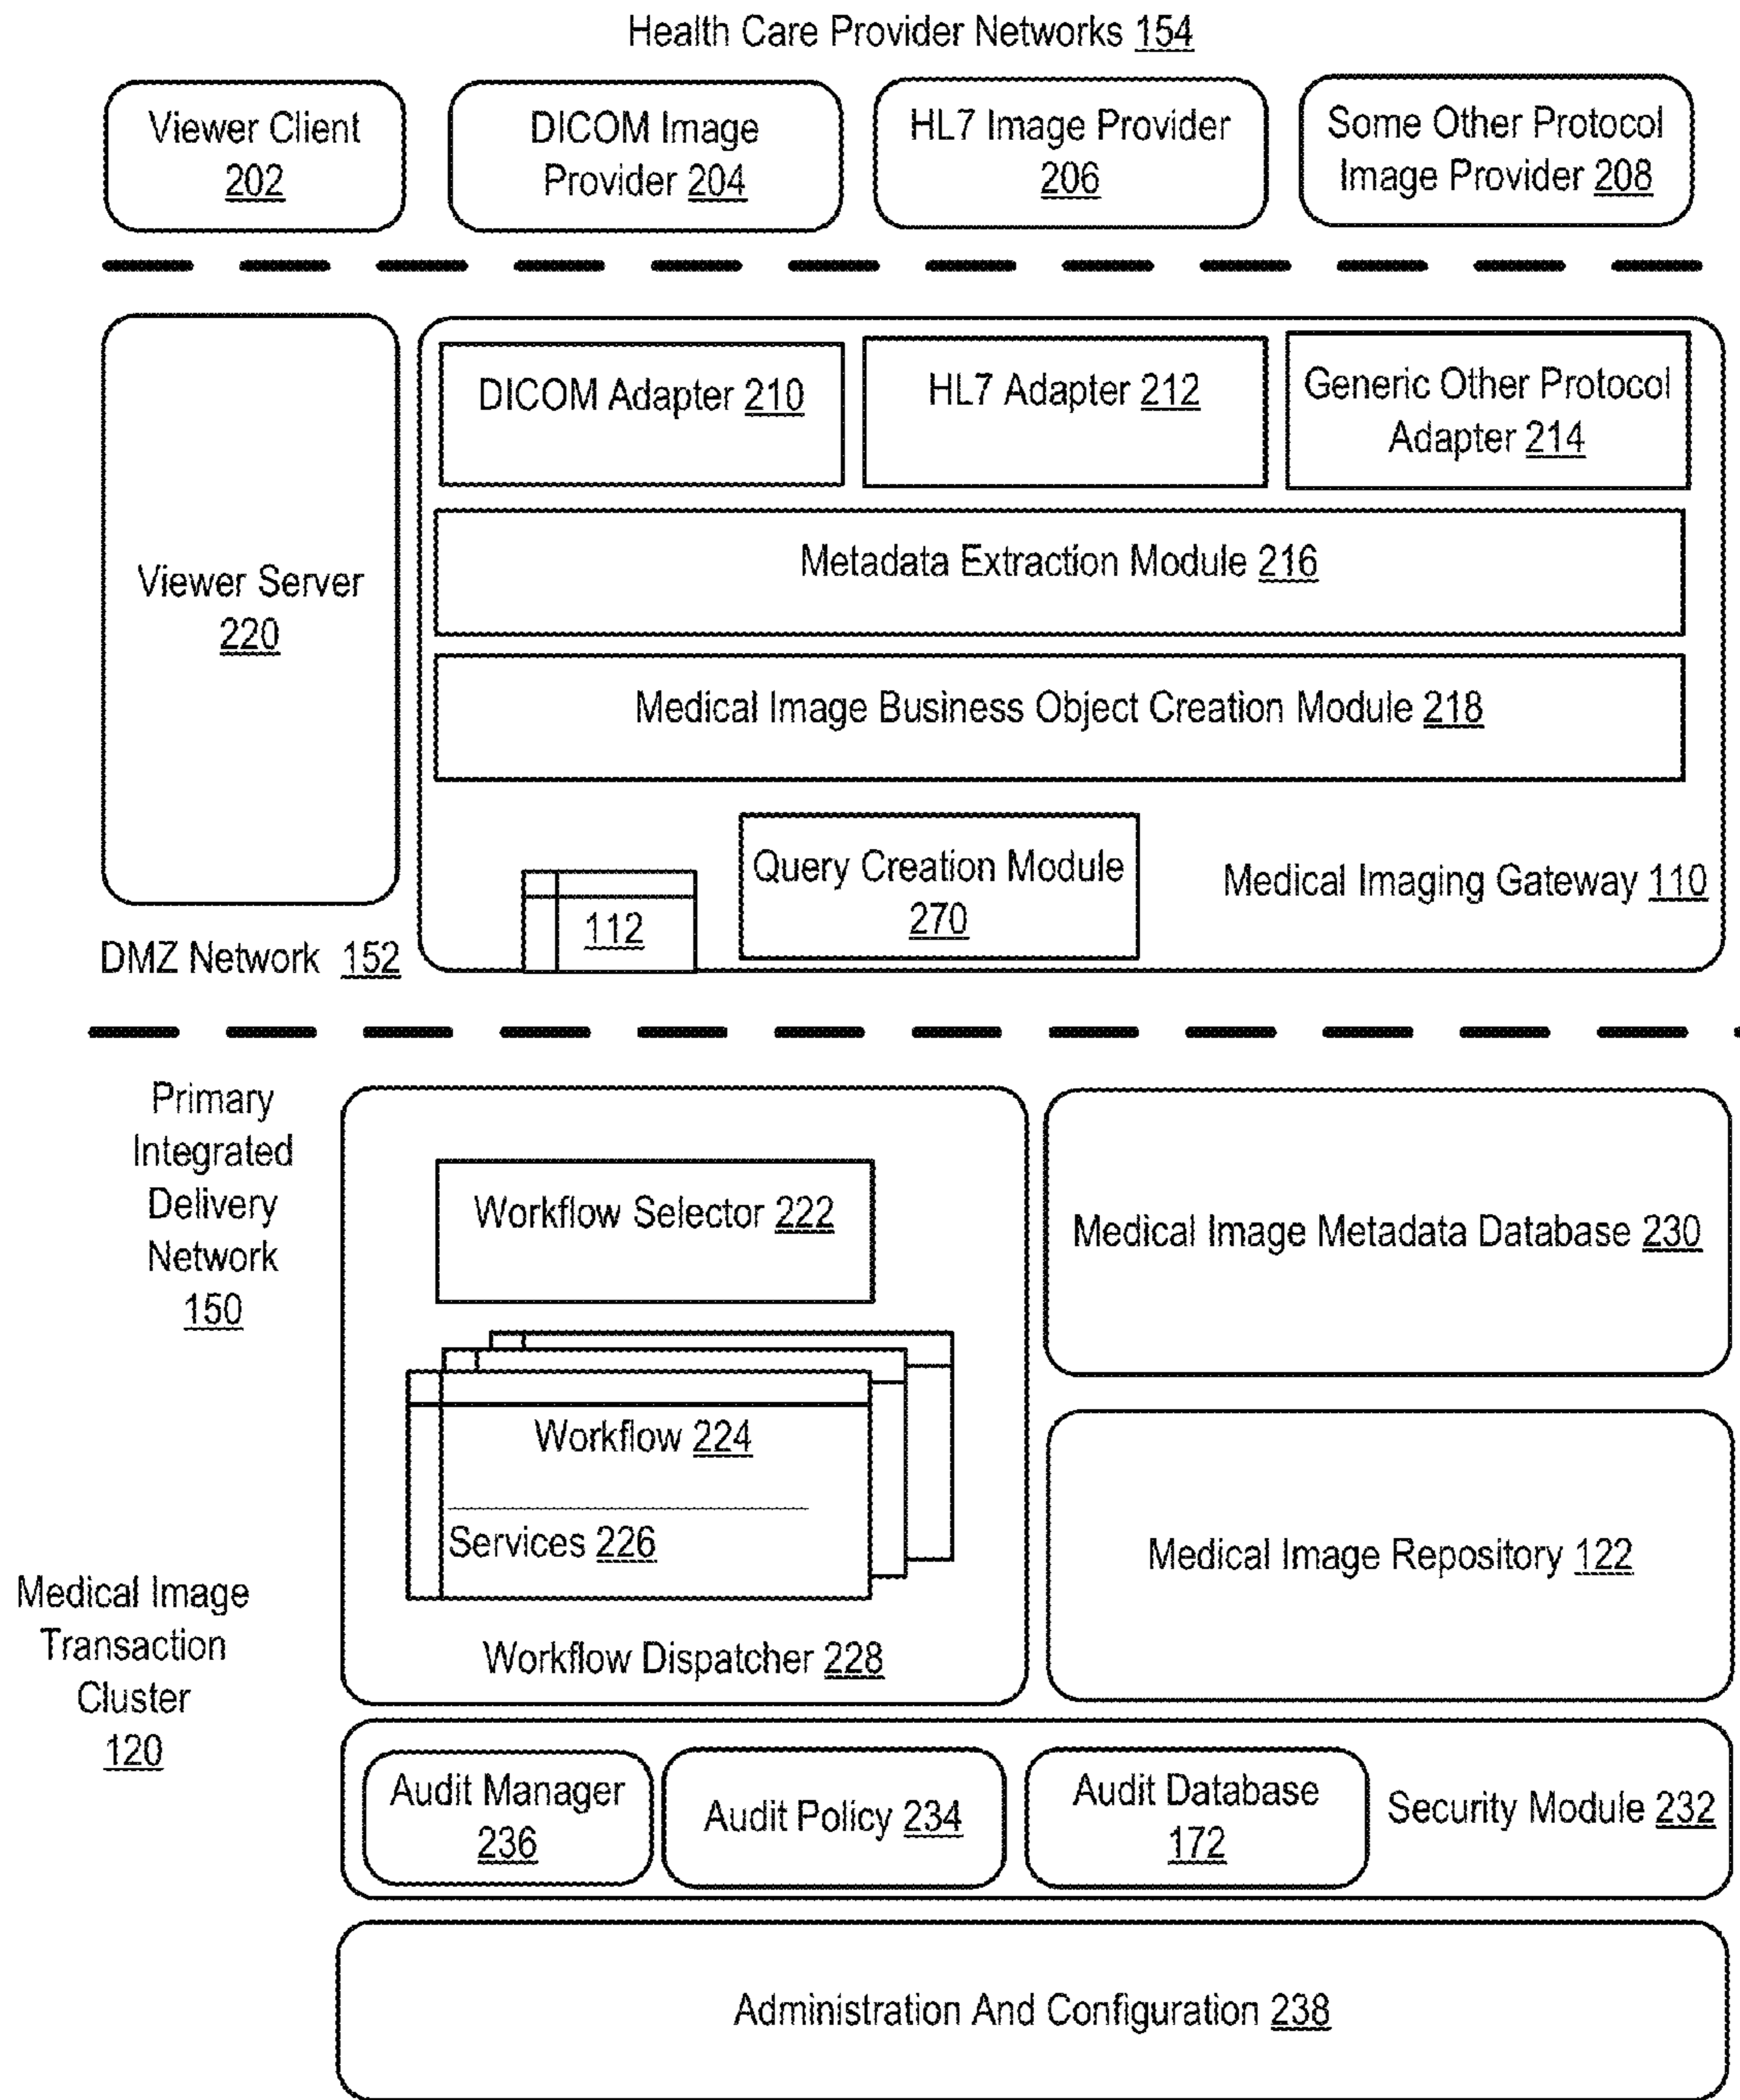 Health Care Provider Networks 154
Viewer Client
202
DICOM Image
Provider 204
HL7 Image Provider
206
Some Other Protocol
Image Provider 208
Viewer Server
220
DICOM Adapter 210
HL7 Adapter 212
Generic Other Protocol
Adapter 214
Metadata Extraction Module 216
Medical Image Business Object Creation Module 218
112
Query Creation Module
270
Medical Imaging Gateway 110
DMZ Network 152
Primary
Integrated
Delivery
Network
150
Workflow Selector 222
Workflow 224
Services 226
Workflow Dispatcher 228
Medical Image Metadata Database 230
Medical Image Repository 122
Medical Image
Transaction
Cluster
120
Audit Manager
236
Audit Policy 234
Audit Database
172
Security Module 232
Administration And Configuration 238